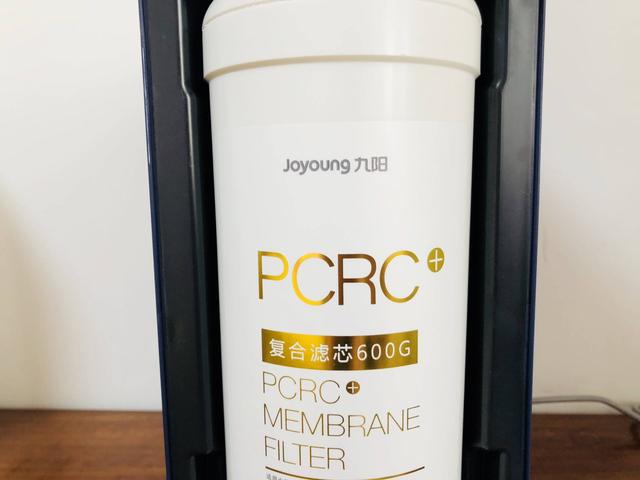 Joyoung 九阳
PCRC+
复合滤芯600G
PCRC+
MEMBRANE
FILTER